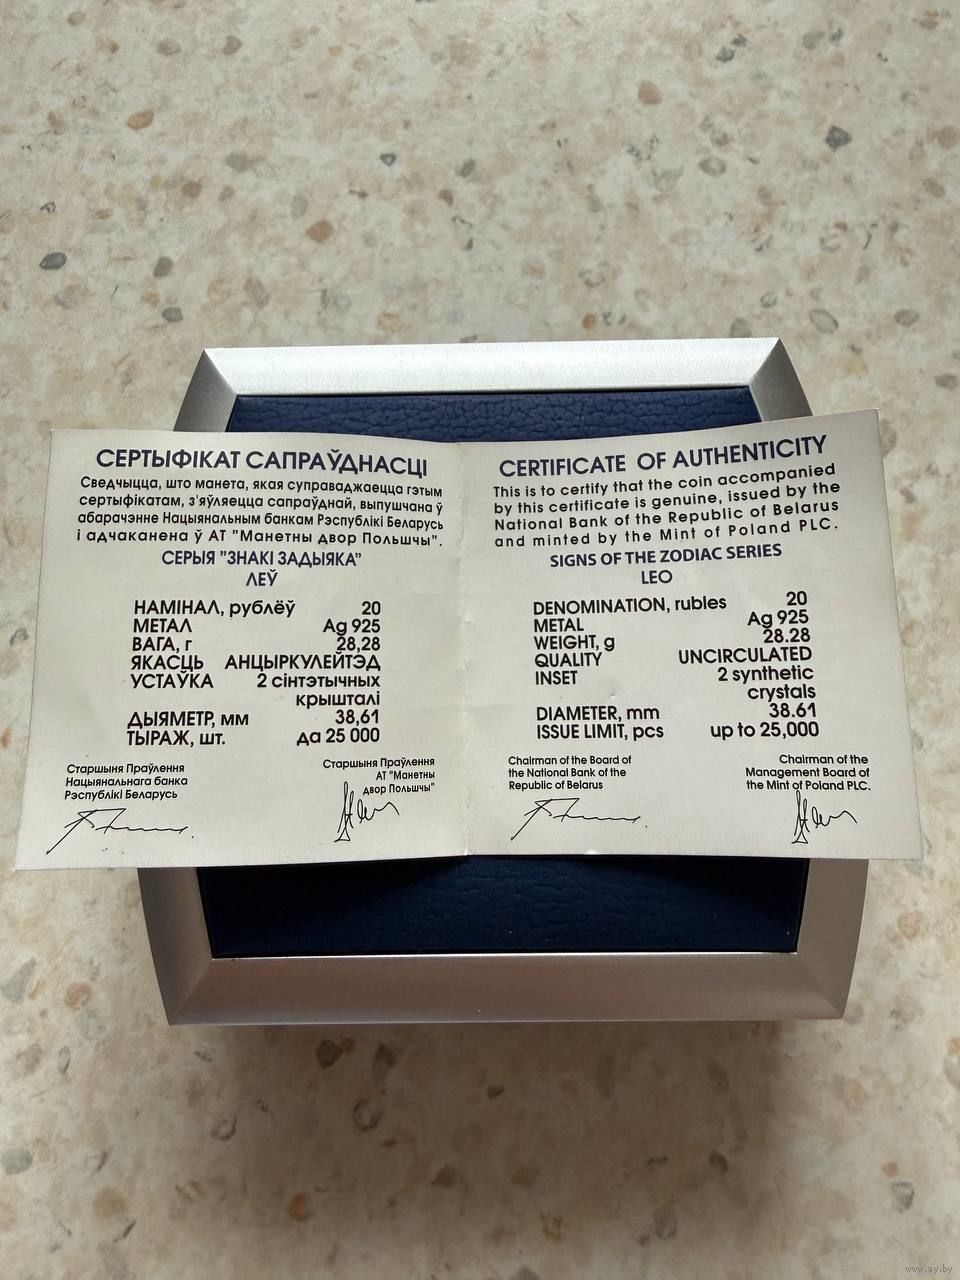 СЕРТЫФІКАТ САПРАЎДНАСЦІ
Сведчыцца, што манета, якая суправаджаецца гэтым
сертыфікатам, з'яўляецца сапраўднай, выпушчана ў
абарачэнне Нацыянальным банкам Рэспублікі Беларусь
і адчаканена ў АТ "Манетны двор Польшчы".
СЕРЫЯ "ЗНАКІ ЗАДЫЯКА"
ЛЕЎ
НАМІНАЛ, рублёў 20
МЕТАЛ Ag 925
ВАГА, г 28,28
ЯКАСЦЬ АНЦЫРКУЛЕЙТЭД
УСТАЎКА 2 сінтэтычных
крышталі
ДЫЯМЕТР, мм 38,61
ТЫРАЖ, шт. да 25 000
Старшыня Праўлення
Нацыянальнага банка
Рэспублікі Беларусь
Старшыня Праўлення
АТ "Манетны
двор Польшчы"
CERTIFICATE OF AUTHENTICITY
This is to certify that the coin accompanied
by this certificate is genuine, issued by the
National Bank of the Republic of Belarus
and minted by the Mint of Poland PLC.
SIGNS OF THE ZODIAC SERIES
LEO
DENOMINATION, rubles 20
METAL Ag 925
WEIGHT, g 28.28
QUALITY UNCIRCULATED
INSET 2 synthetic
crystals
DIAMETER, mm 38.61
ISSUE LIMIT, pcs up to 25,000
Chairman of the Board of
the National Bank of the
Republic of Belarus
Chairman of the
Management Board of
the Mint of Poland PLC.
www.ay.by